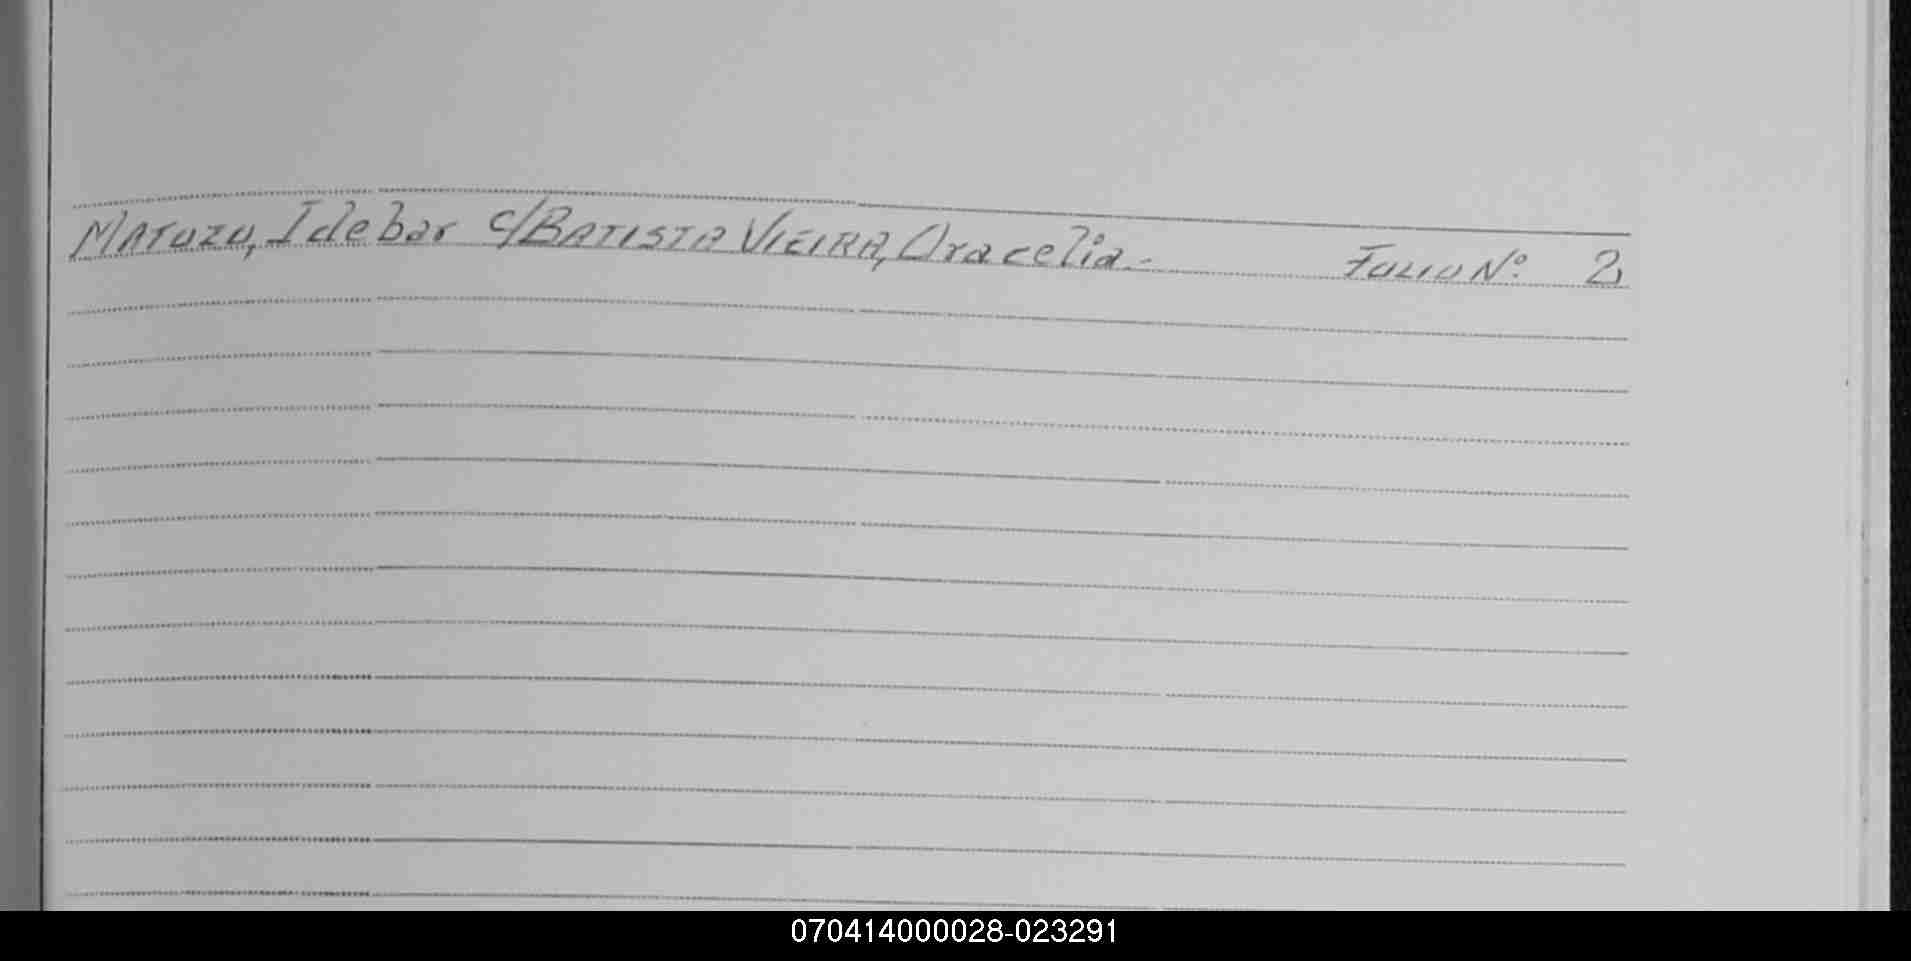 MATOZO, Idebar c/BATISTA VIEIRA, Oracelia.- FOLIO Nº 2
070414000028-023291